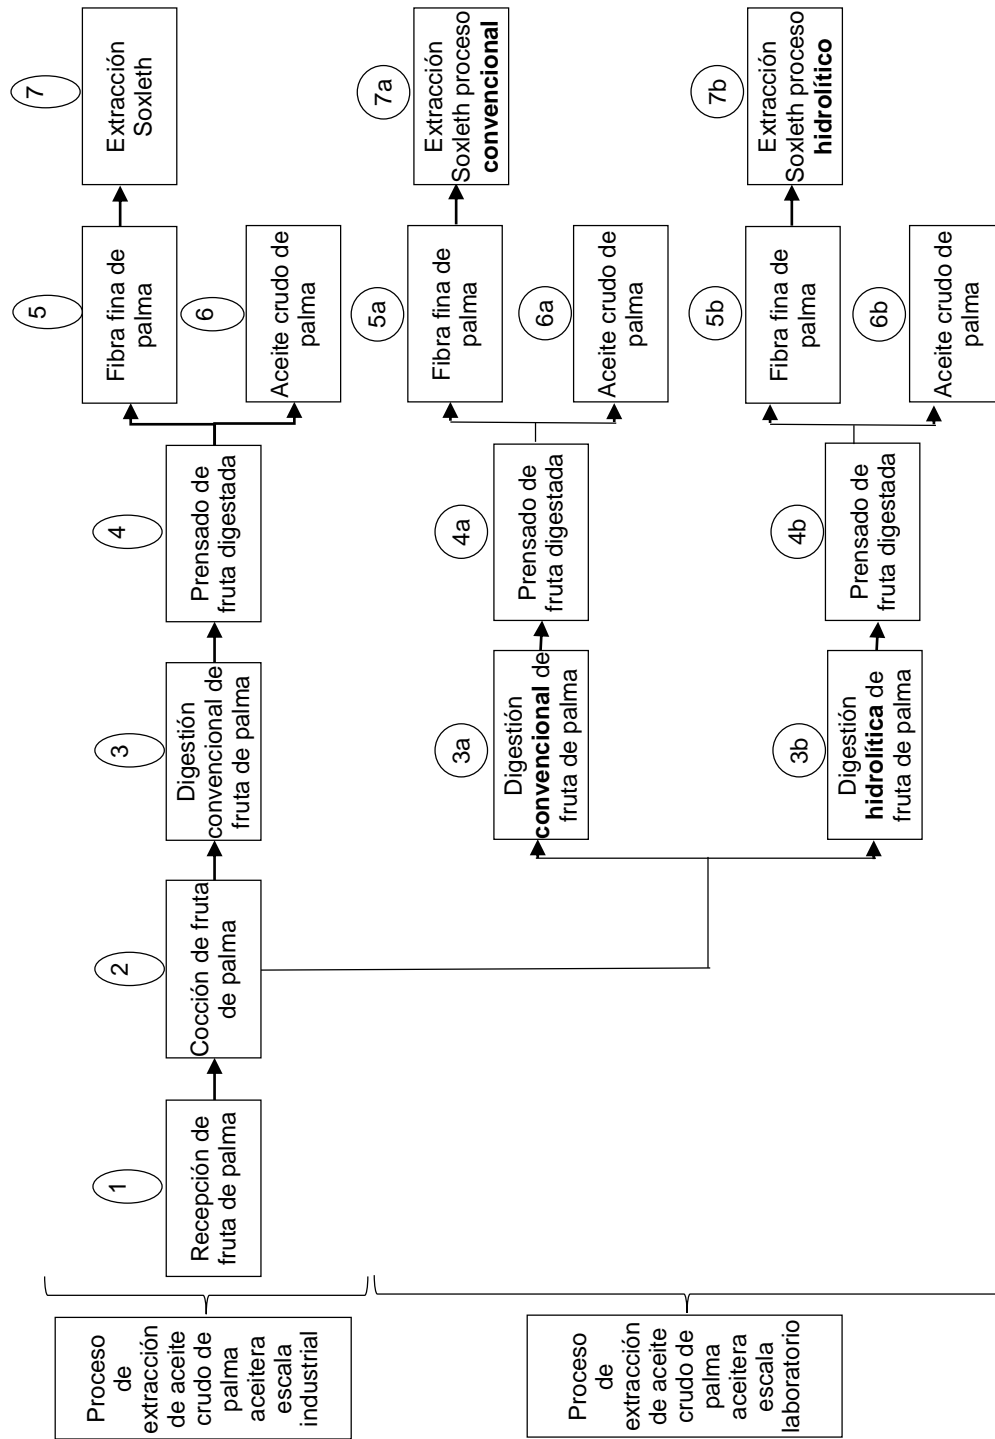 Proceso
de
extracción
de aceite
crudo de
palma
aceitera
escala
industrial
1
Recepción de
fruta de palma
2
Cocción de fruta
de palma
3
Digestión
convencional de
fruta de palma
4
Prensado de
fruta digestada
5
Fibra fina de
palma
6
Aceite crudo de
palma
7
Extracción
Soxleth
Proceso
de
extracción
de aceite
crudo de
palma
aceitera
escala
laboratorio
3a
Digestión
convencional de
fruta de palma
4a
Prensado de
fruta digestada
5a
Fibra fina de
palma
6a
Aceite crudo de
palma
7a
Extracción
Soxleth proceso
convencional
3b
Digestión
hidrolítica de
fruta de palma
4b
Prensado de
fruta digestada
5b
Fibra fina de
palma
6b
Aceite crudo de
palma
7b
Extracción
Soxleth proceso
hidrolítico